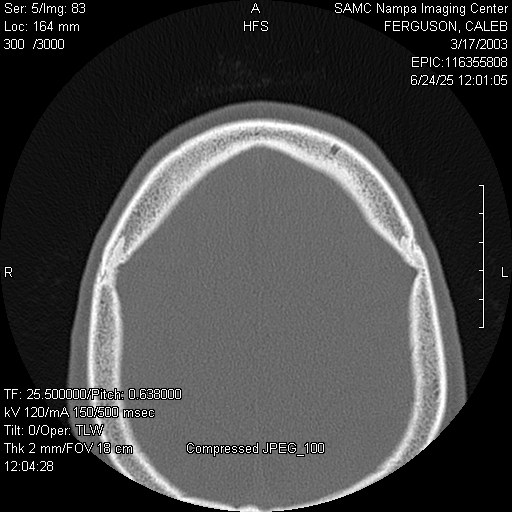 Ser: 5/Img: 83
Loc: 164 mm
300 /3000
A
HFS
SAMC Nampa Imaging Center
FERGUSON, CALEB
3/17/2003
EPIC:116355808
6/24/25 12:01:05
R
L
TF: 25.500000/Pitch: 0.638000
kV 120/mA 150/500 msec
Tilt: 0/Oper: TLW
Thk 2 mm/FOV 18 cm
12:04:28
Compressed JPEG_100